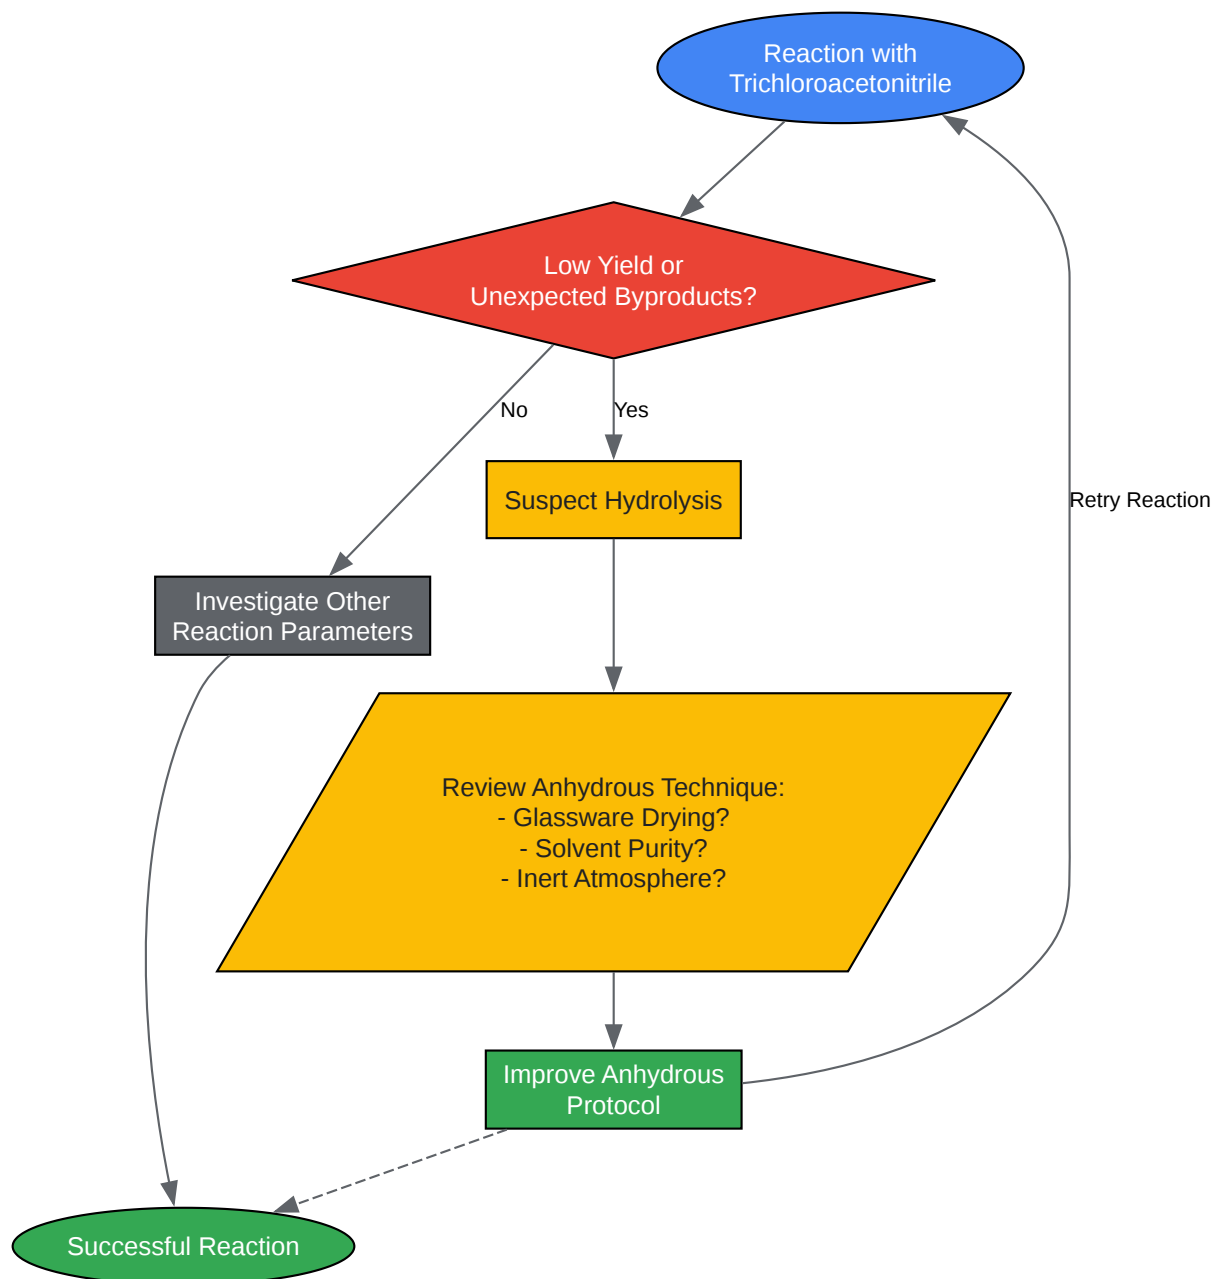 Reaction with
Trichloroacetonitrile
Low Yield or
Unexpected Byproducts?
No
Yes
Suspect Hydrolysis
Retry Reaction
Investigate Other
Reaction Parameters
Review Anhydrous Technique:
- Glassware Drying?
- Solvent Purity?
- Inert Atmosphere?
Improve Anhydrous
Protocol
Successful Reaction